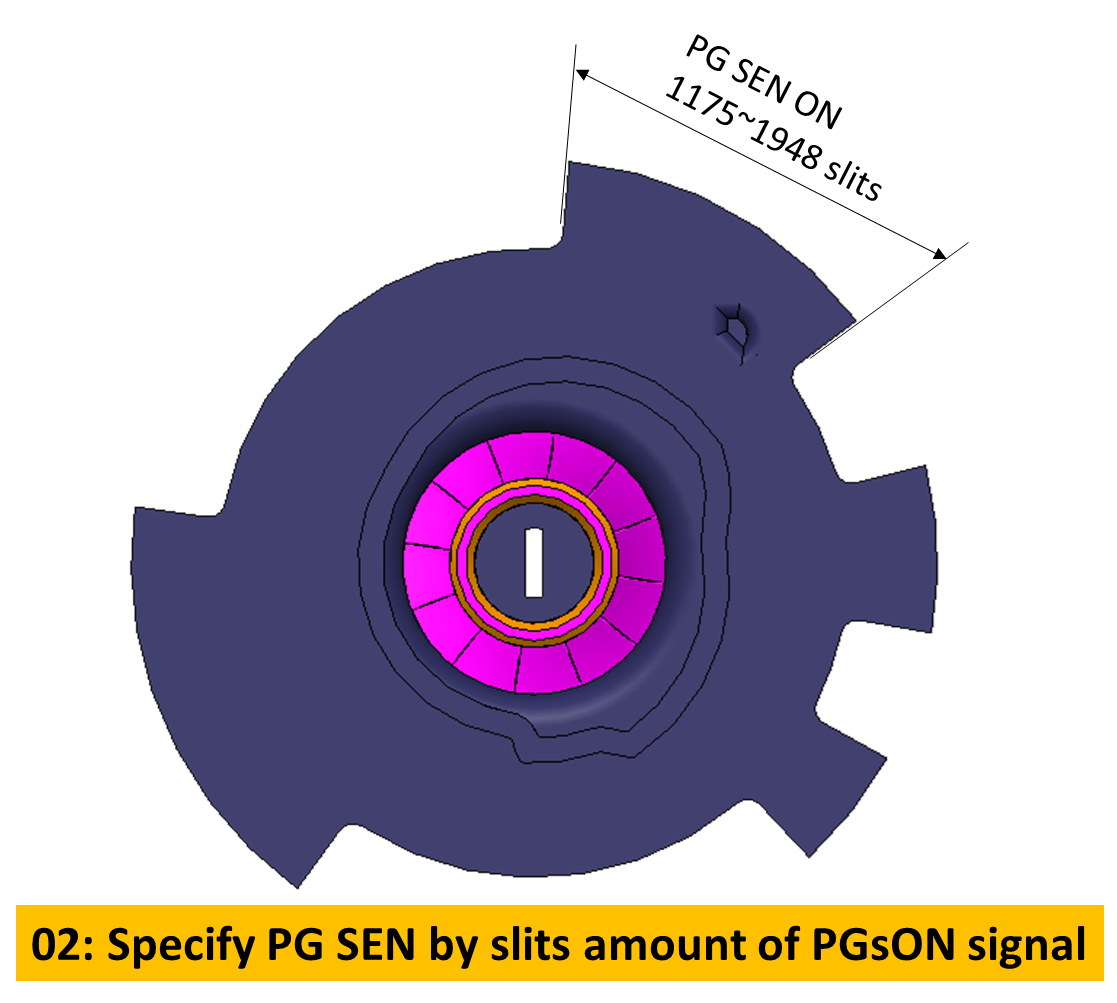 PG SEN ON
1175~1948 slits
02: Specify PG SEN by slits amount of PGsON signal